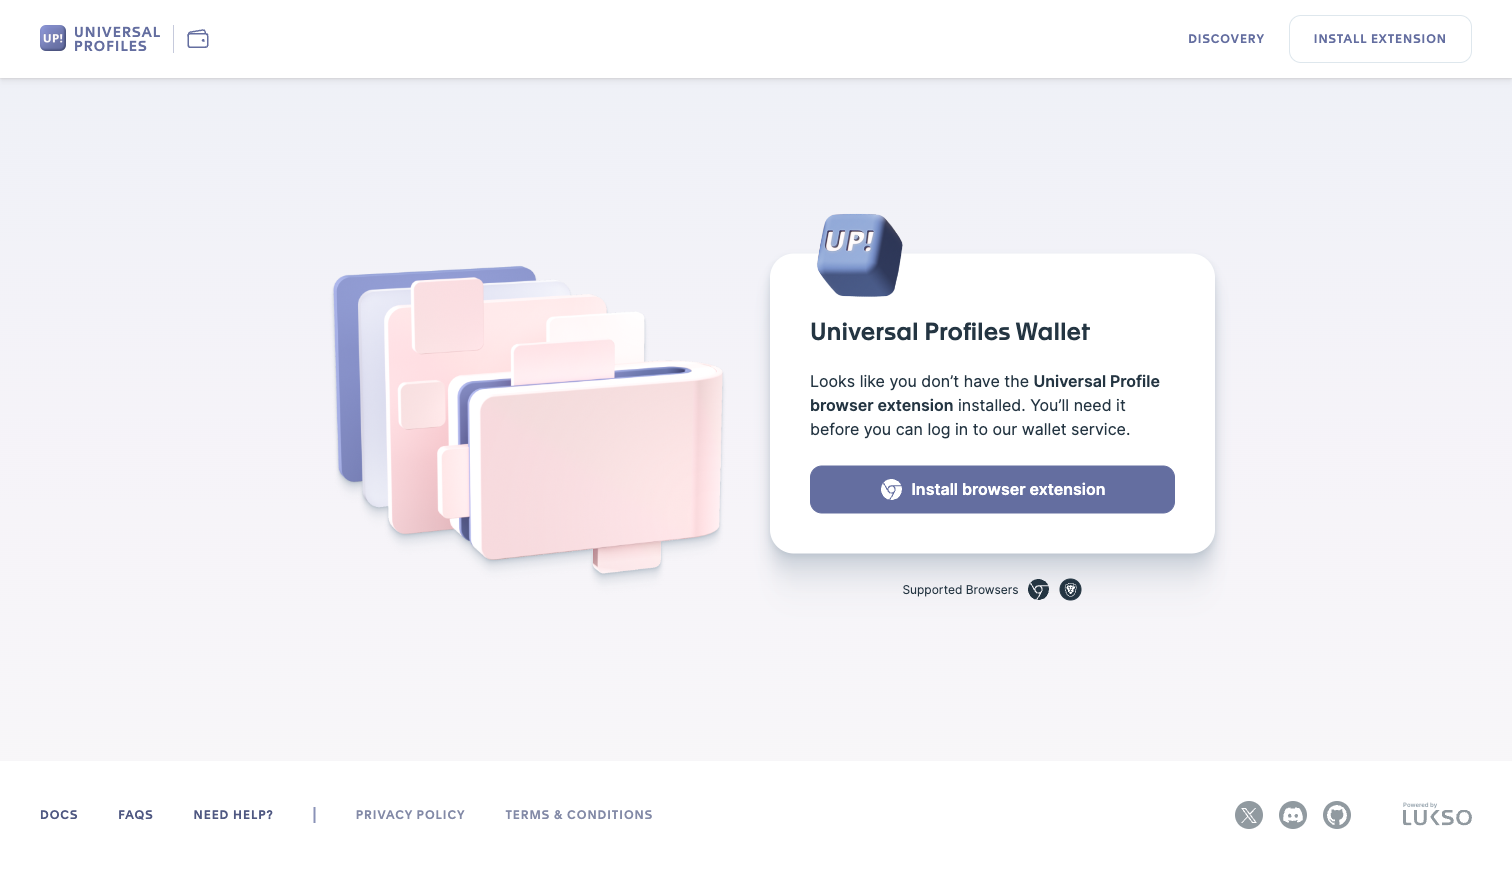 UP!
UNIVERSAL
PROFILES
DISCOVERY
INSTALL EXTENSION
UP!
Universal Profiles Wallet
Looks like you don’t have the Universal Profile
browser extension installed. You’ll need it
before you can log in to our wallet service.
Install browser extension
Supported Browsers
DOCS
FAQS
NEED HELP?
PRIVACY POLICY
TERMS & CONDITIONS
Powered by
LUKSO